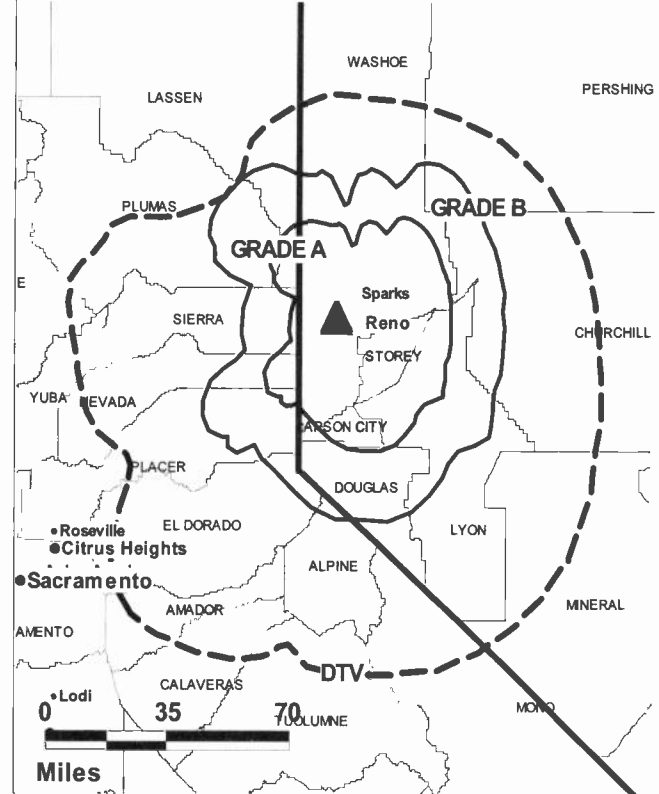 WASHOE
PERSHING
LASSEN
PLUMAS
GRADE B
GRADE A
E
Sparks
SIERRA
Reno
CHURCHILL
STOREY
YUBA
NEVADA
CARSON CITY
PLACER
DOUGLAS
Roseville
EL DORADO
LYON
Citrus Heights
ALPINE
Sacramento
MINERAL
AMADOR
AMENTO
DTV
CALAVERAS
Lodi
0 35 70
MONO
TUOLUMNE
Miles